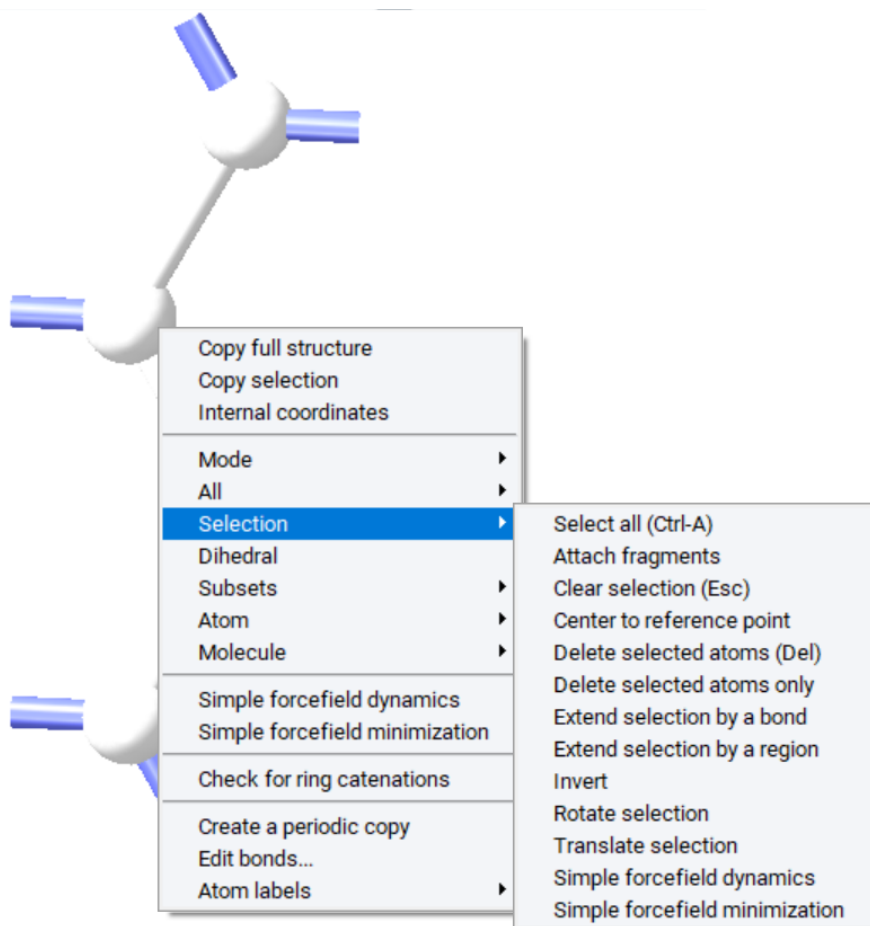 Copy full structure
Copy selection
Internal coordinates
Mode
All
Selection
Dihedral
Subsets
Atom
Molecule
Simple forcefield dynamics
Simple forcefield minimization
Check for ring catenations
Create a periodic copy
Edit bonds...
Atom labels
Select all (Ctrl-A)
Attach fragments
Clear selection (Esc)
Center to reference point
Delete selected atoms (Del)
Delete selected atoms only
Extend selection by a bond
Extend selection by a region
Invert
Rotate selection
Translate selection
Simple forcefield dynamics
Simple forcefield minimization